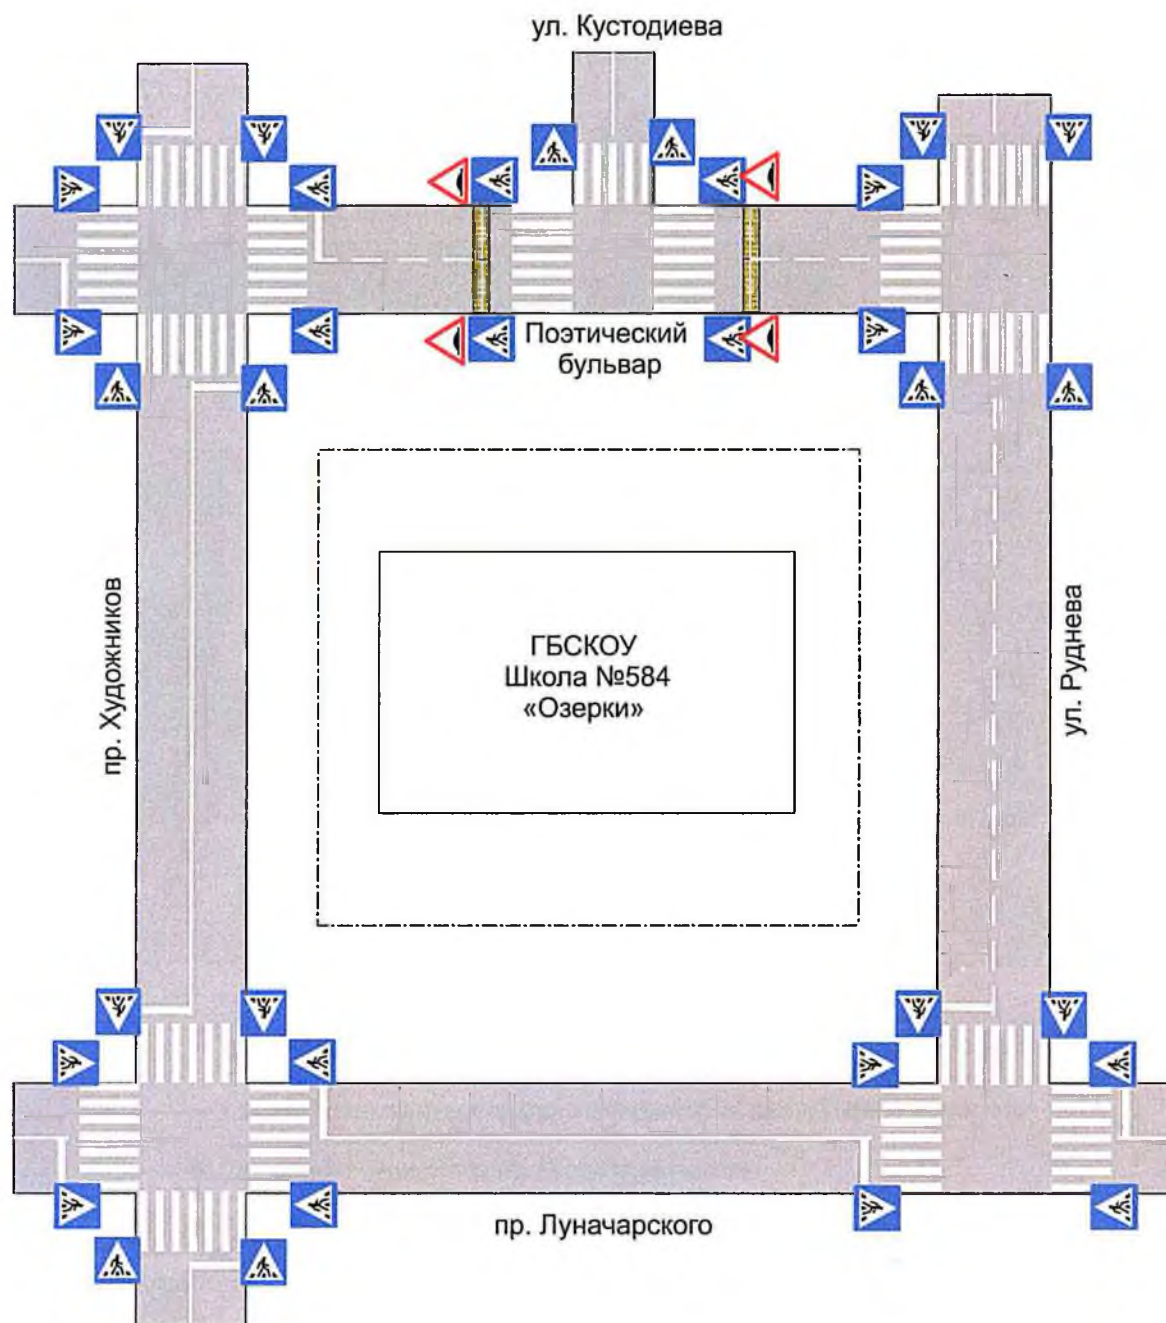 ул. Кустодиева
Поэтический
бульвар
пр. Художников
ГБСКОУ
Школа №584
«Озерки»
ул. Руднева
пр. Луначарского